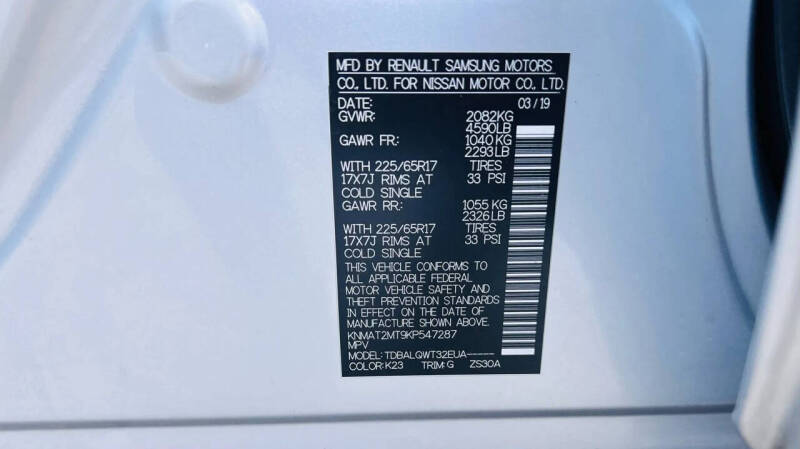 MFD BY RENAULT SAMSUNG MOTORS
CO., LTD. FOR NISSAN MOTOR CO., LTD.
DATE: 03/19
GVWR: 2082KG
4590LB
GAWR FR: 1040 KG
2293LB
WITH 225/65R17 TIRES
17X7J RIMS AT 33 PSI
COLD SINGLE
GAWR RR: 1055 KG
2326LB
WITH 225/65R17 TIRES
17X7J RIMS AT 33 PSI
COLD SINGLE
THIS VEHICLE CONFORMS TO
ALL APPLICABLE FEDERAL
MOTOR VEHICLE SAFETY AND
THEFT PREVENTION STANDARDS
IN EFFECT ON THE DATE OF
MANUFACTURE SHOWN ABOVE.
KNMAT2MT9KP547287
MPV
MODEL: TDBALQWT32EUA-----
COLOR:K23 TRIM:G ZS30A